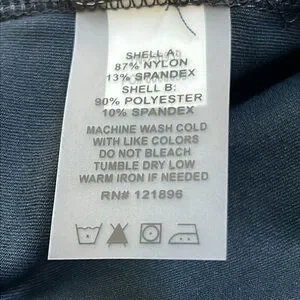 SHELL A:
87% NYLON
13% SPANDEX
SHELL B:
90% POLYESTER
10% SPANDEX
MACHINE WASH COLD
WITH LIKE COLORS
DO NOT BLEACH
TUMBLE DRY LOW
WARM IRON IF NEEDED
RN# 121896